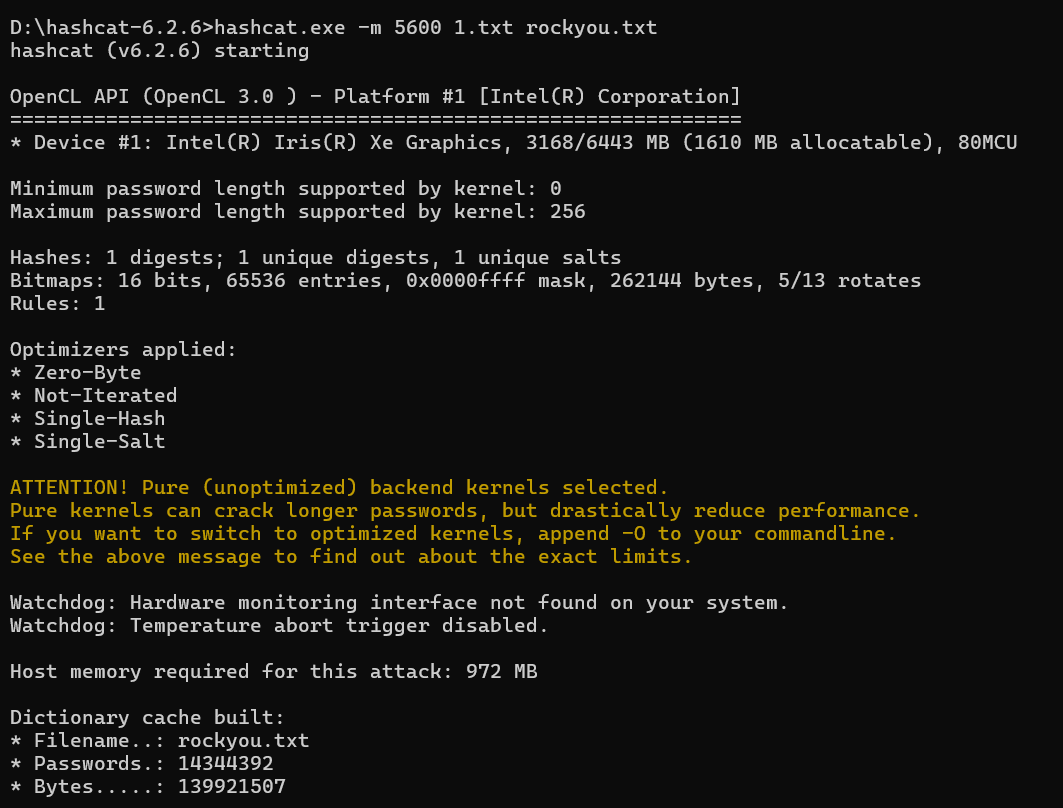 D:\hashcat-6.2.6>hashcat.exe -m 5600 1.txt rockyou.txt
hashcat (v6.2.6) starting
OpenCL API (OpenCL 3.0 ) - Platform #1 [Intel(R) Corporation]
=============================================================
* Device #1: Intel(R) Iris(R) Xe Graphics, 3168/6443 MB (1610 MB allocatable), 80MCU
Minimum password length supported by kernel: 0
Maximum password length supported by kernel: 256
Hashes: 1 digests; 1 unique digests, 1 unique salts
Bitmaps: 16 bits, 65536 entries, 0x0000ffff mask, 262144 bytes, 5/13 rotates
Rules: 1
Optimizers applied:
* Zero-Byte
* Not-Iterated
* Single-Hash
* Single-Salt
ATTENTION! Pure (unoptimized) backend kernels selected.
Pure kernels can crack longer passwords, but drastically reduce performance.
If you want to switch to optimized kernels, append -O to your commandline.
See the above message to find out about the exact limits.
Watchdog: Hardware monitoring interface not found on your system.
Watchdog: Temperature abort trigger disabled.
Host memory required for this attack: 972 MB
Dictionary cache built:
* Filename..: rockyou.txt
* Passwords.: 14344392
* Bytes.....: 139921507